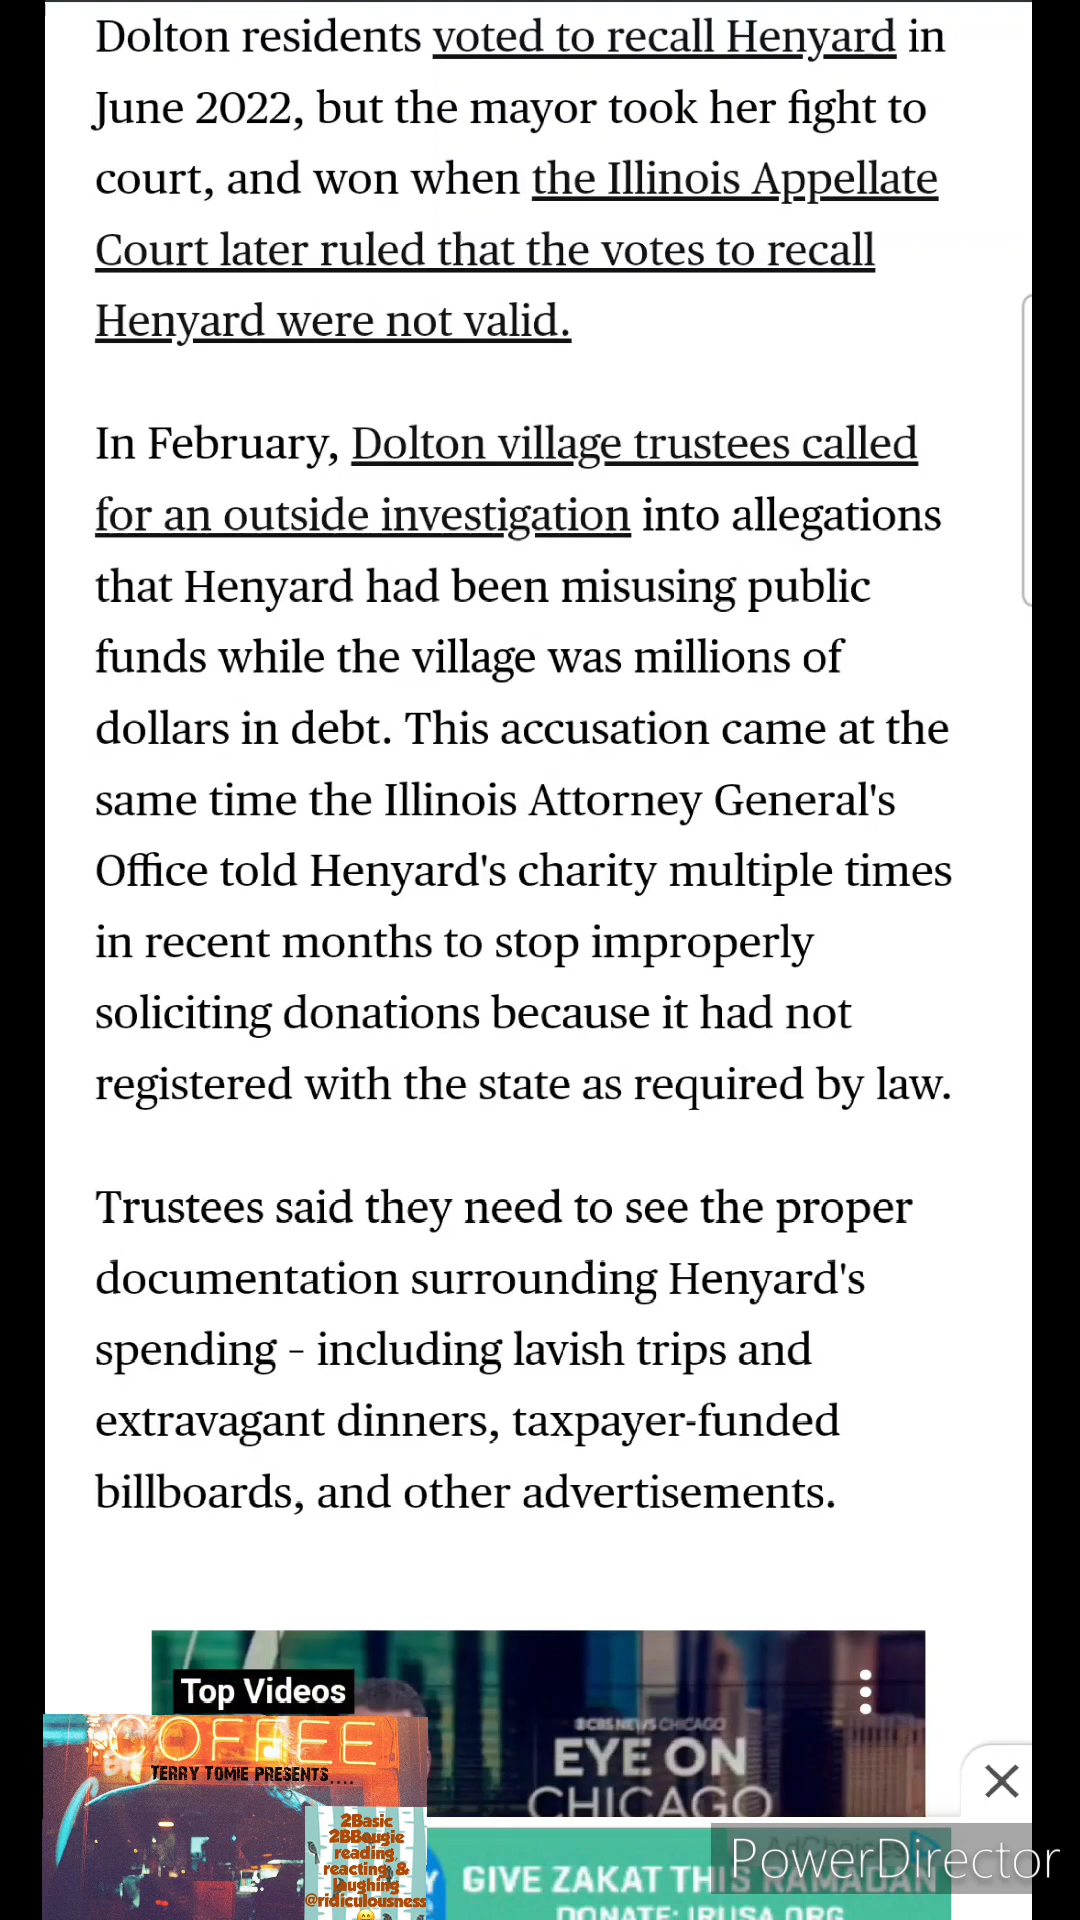 Dolton residents voted to recall Henyard in
June 2022, but the mayor took her fight to
court, and won when the Illinois Appellate
Court later ruled that the votes to recall
Henyard were not valid.
In February, Dolton village trustees called
for an outside investigation into allegations
that Henyard had been misusing public
funds while the village was millions of
dollars in debt. This accusation came at the
same time the Illinois Attorney General's
Office told Henyard's charity multiple times
in recent months to stop improperly
soliciting donations because it had not
registered with the state as required by law.
Trustees said they need to see the proper
documentation surrounding Henyard's
spending – including lavish trips and
extravagant dinners, taxpayer-funded
billboards, and other advertisements.
Top Videos
CBS NEWS CHICAGO
EYE ON
CHICAGO
COFFEE
TERRY TOMIE PRESENTS....
2Basic
2BBougie
reading,
reacting, &
laughing
@ridiculousness
PowerDirector
GIVE ZAKAT THIS RAMADAN
DONATE: IRUSA.ORG